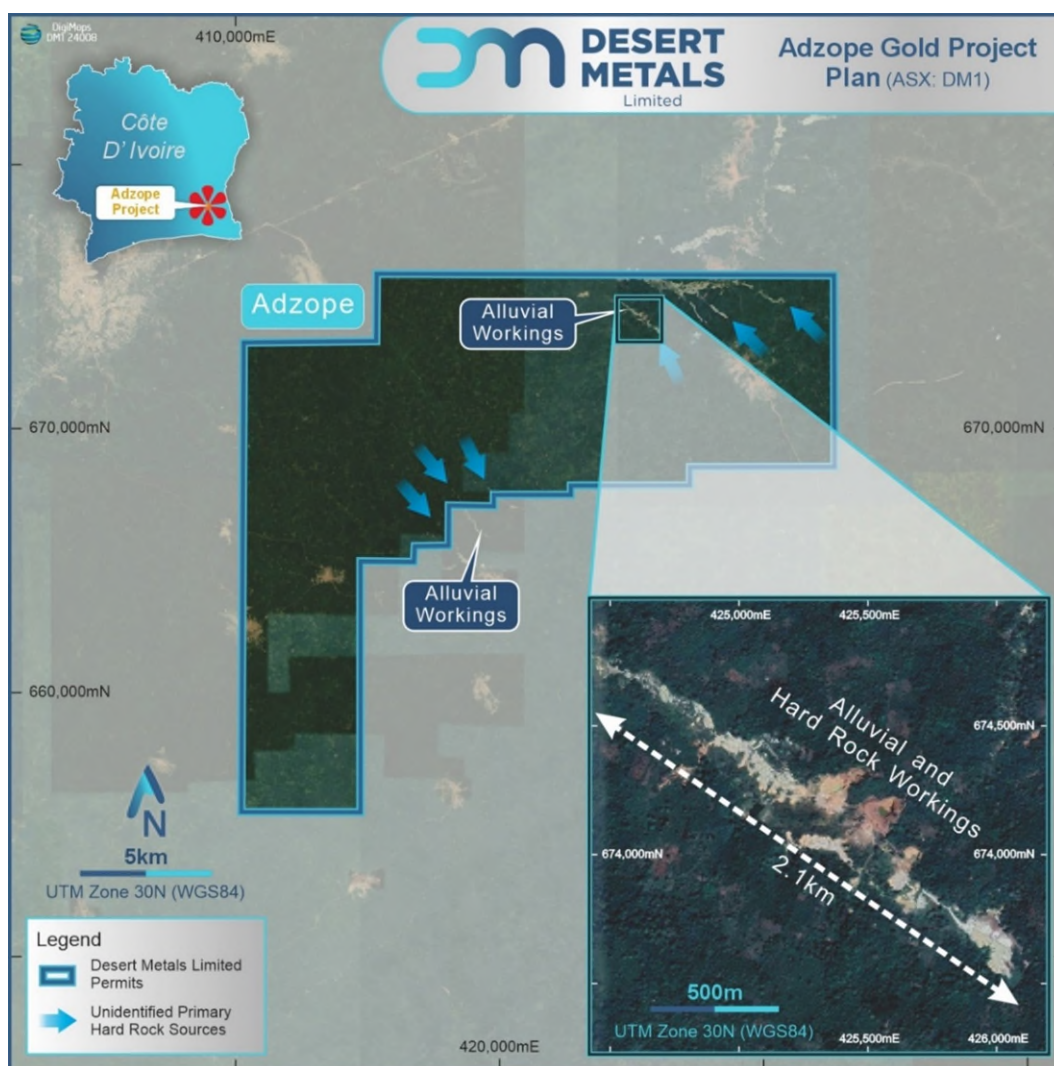 DigiMaps
DM1 24008
410,000mE
DESERT
METALS
Limited
Adzope Gold Project
Plan (ASX: DM1)
Côte
D' Ivoire
Adzope
Project
Adzope
Alluvial
Workings
670,000mN
670,000mN
Alluvial
Workings
660,000mN
N
5km
UTM Zone 30N (WGS84)
Legend
Desert Metals Limited
Permits
Unidentified Primary
Hard Rock Sources
420,000mE
425,000mE
425,500mE
Alluvial and
Hard Rock Workings
674,500mN
674,000mN
674,000mN
2.1km
500m
UTM Zone 30N (WGS84)
425,500mE
426,000mE